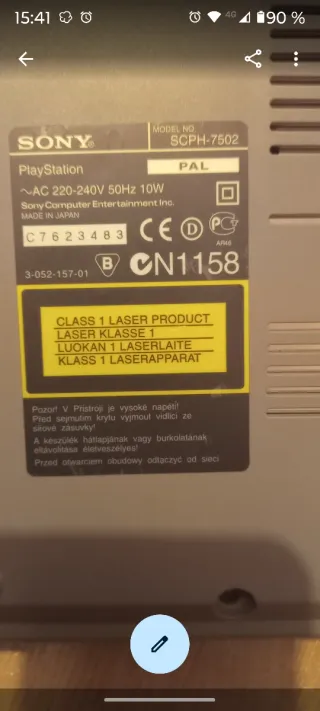 15:41
4G
90 %
SONY®
MODEL NO.
SCPH-7502
PlayStation
PAL
~AC 220-240V 50Hz 10W
Sony Computer Entertainment Inc.
MADE IN JAPAN
C7623483
CE D PC
AR46
3-052-157-01
B
N1158
CLASS 1 LASER PRODUCT
LASER KLASSE 1
LUOKAN 1 LASERLAITE
KLASS 1 LASERAPPARAT
Pozor! V Přístroji je vysoké napětí!
Před sejmutím krytu vyjmout vidlici ze
síťové zásuvky!
A készülék hátlapjának vagy burkolatának
eltávolítása életveszélyes!
Przed otwarciem obudowy odłączyć od sieci